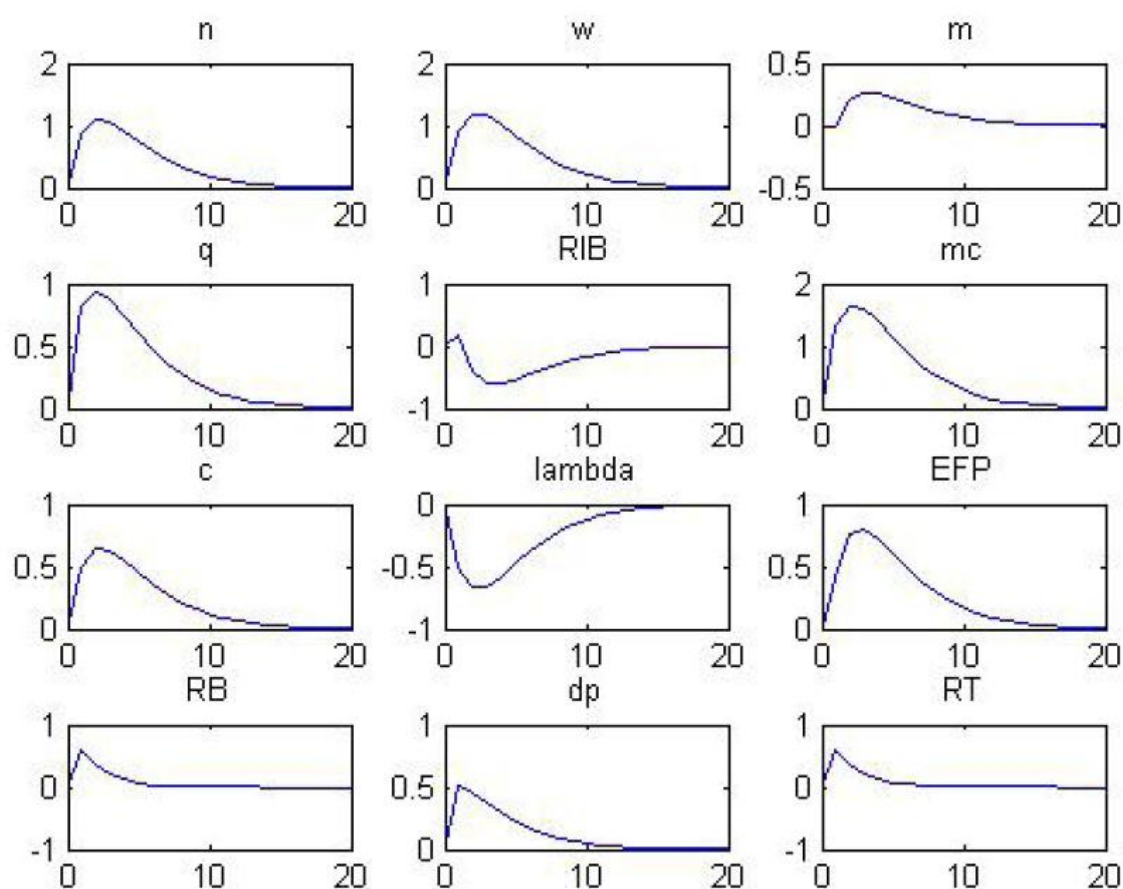 n w m
2 2 0.5
1 1 0
0 0 -0.5
0 10 20 0 10 20 0 10 20
q RIB mc
1 1 2
0.5 0 1
0 -1 0
0 10 20 0 10 20 0 10 20
c lambda EFP
1 0 1
0.5 -0.5 0.5
0 -1 0
0 10 20 0 10 20 0 10 20
RB dp RT
1 1 1
0 0.5 0
-1 0 -1
0 10 20 0 10 20 0 10 20